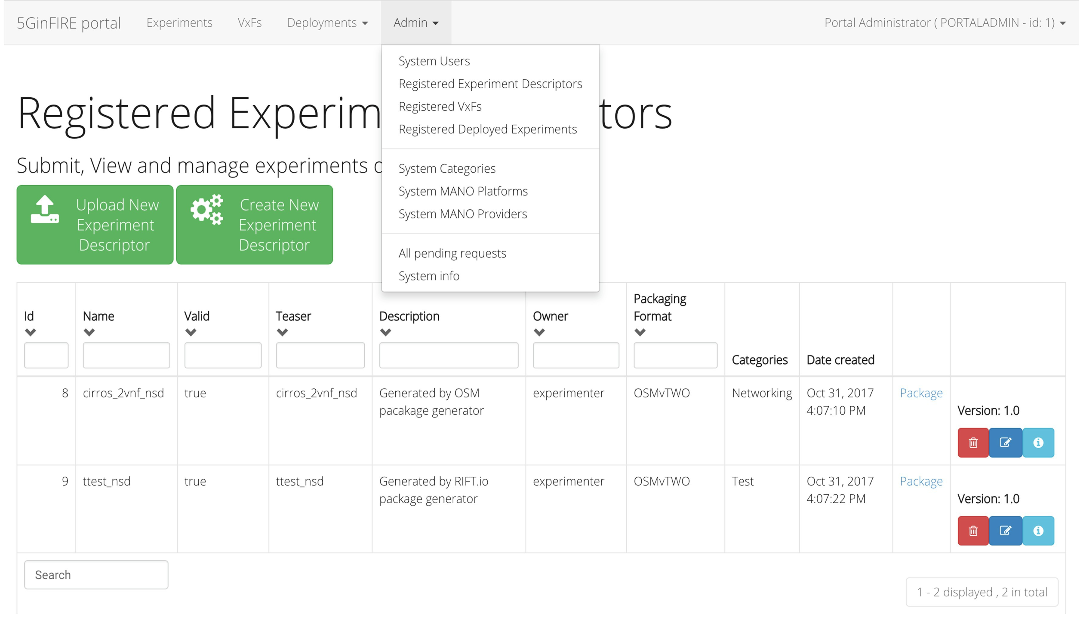 5GinFIRE portal Experiments VxFs Deployments Admin Portal Administrator ( PORTALADMIN - id: 1)
System Users
Registered Experiment Descriptors
Registered VxFs
Registered Deployed Experiments
System Categories
System MANO Platforms
System MANO Providers
All pending requests
System info
Registered Experim tors
Submit, View and manage experiments
Upload New
Experiment
Descriptor
Create New
Experiment
Descriptor
Id Name Valid Teaser Description Owner Packaging Format Categories Date created
8 cirros_2vnf_nsd true cirros_2vnf_nsd Generated by OSM experimenter OSMvTWO Networking Oct 31, 2017 Package
pacakage generator 4:07:10 PM Version: 1.0
9 ttest_nsd true ttest_nsd Generated by RIFT.io experimenter OSMvTWO Test Oct 31, 2017 Package
package generator 4:07:22 PM Version: 1.0
Search
1 - 2 displayed , 2 in total